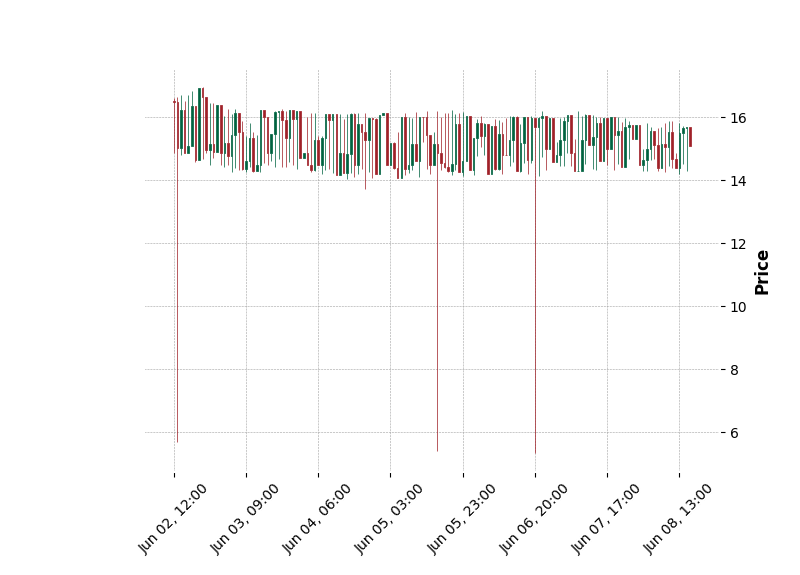 16
14
12
10
8
6
Price
Jun 02, 12:00
Jun 03, 09:00
Jun 04, 06:00
Jun 05, 03:00
Jun 05, 23:00
Jun 06, 20:00
Jun 07, 17:00
Jun 08, 13:00